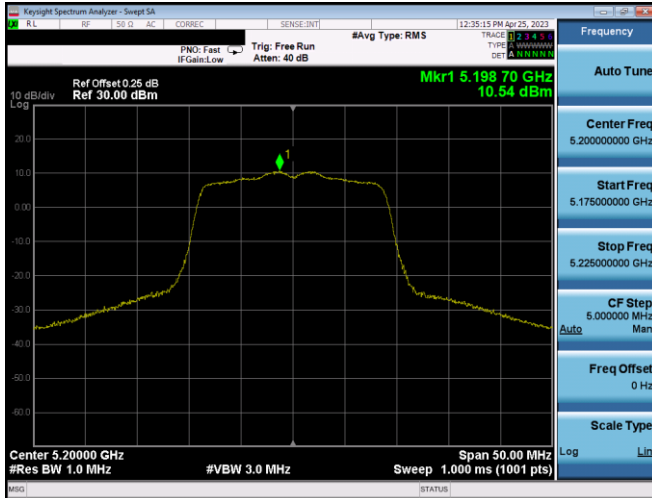 Keysight Spectrum Analyzer - Swept SA
RL RF 50 Ω AC CORREC SENSE:INT 12:35:15 PM Apr 25, 2023
#Avg Type: RMS
TRACE 1 2 3 4 5 6
PNO: Fast Trig: Free Run
TYPE A WWWWW
IFGain:Low Atten: 40 dB
DET A N N N N N
Mkr1 5.198 70 GHz
10.54 dBm
Ref Offset 0.25 dB
10 dB/div Ref 30.00 dBm
Log
20.0
1
10.0
0.00
-10.0
-20.0
-30.0
-40.0
-50.0
-60.0
Center 5.20000 GHz Span 50.00 MHz
#Res BW 1.0 MHz #VBW 3.0 MHz Sweep 1.000 ms (1001 pts)
MSG STATUS
Frequency
Auto Tune
Center Freq
5.200000000 GHz
Start Freq
5.175000000 GHz
Stop Freq
5.225000000 GHz
CF Step
5.000000 MHz
Auto Man
Freq Offset
0 Hz
Scale Type
Log Lin